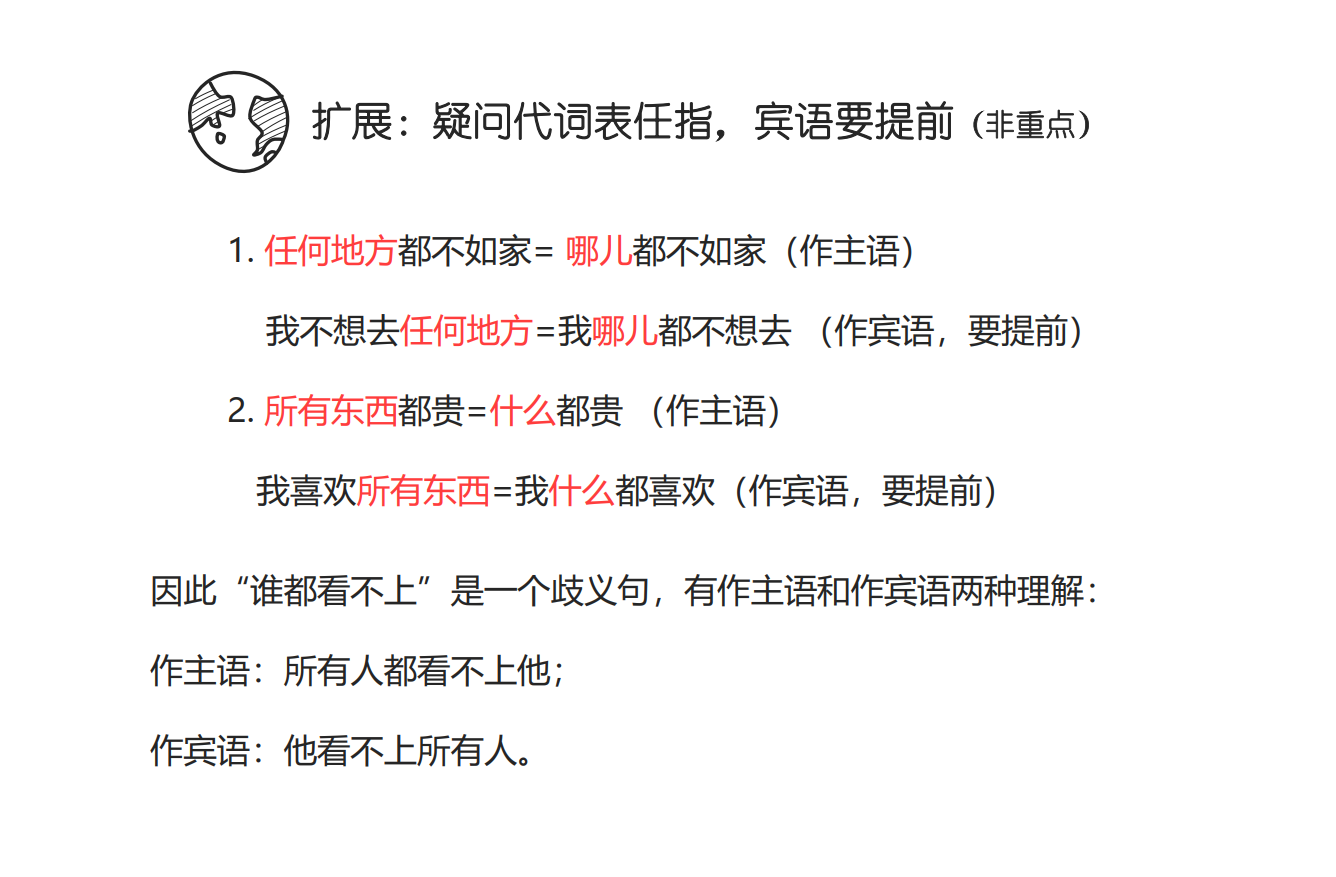 扩展：疑问代词表任指，宾语要提前（非重点）
1. 任何地方都不如家= 哪儿都不如家（作主语）
我不想去任何地方=我哪儿都不想去 （作宾语，要提前）
2. 所有东西都贵=什么都贵 （作主语）
我喜欢所有东西=我什么都喜欢（作宾语，要提前）
因此“谁都看不上”是一个歧义句，有作主语和作宾语两种理解：
作主语：所有人都看不上他；
作宾语：他看不上所有人。